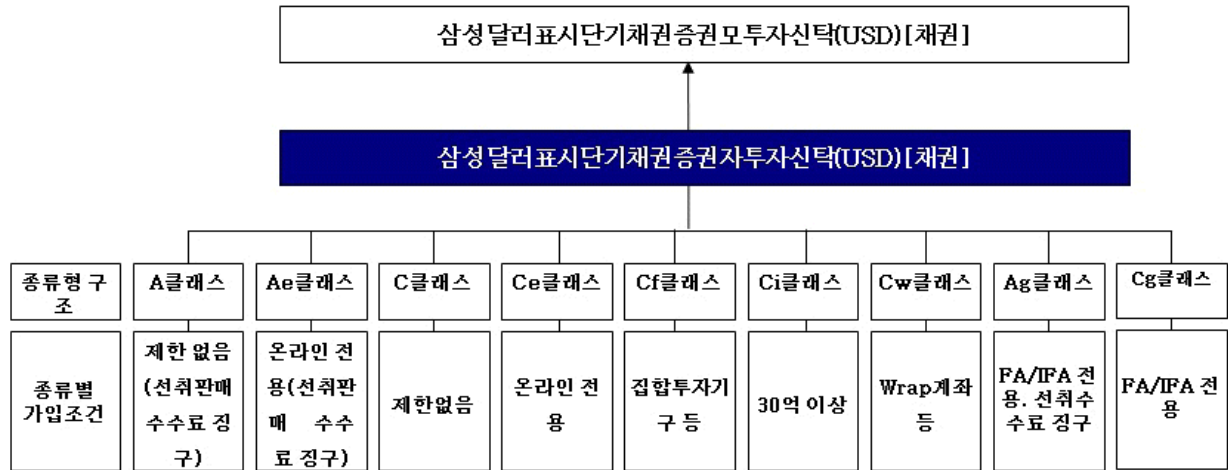 삼성달러표시단기채권증권모투자신탁(USD)[채권]
삼성달러표시단기채권증권자투자신탁(USD)[채권]
종류형 구
조
A클래스
Ae클래스
C클래스
Ce클래스
Cf클래스
Ci클래스
Cw클래스
Ag클래스
Cg클래스
종류별
가입조건
제한 없음
(선취판매
수수료 징
구)
온라인 전
용(선취판
매 수수
료 징구)
제한없음
온라인 전
용
집합투자기
구 등
30억 이상
Wrap계좌
등
FA/IFA 전
용. 선취수
수료 징구
FA/IFA 전
용